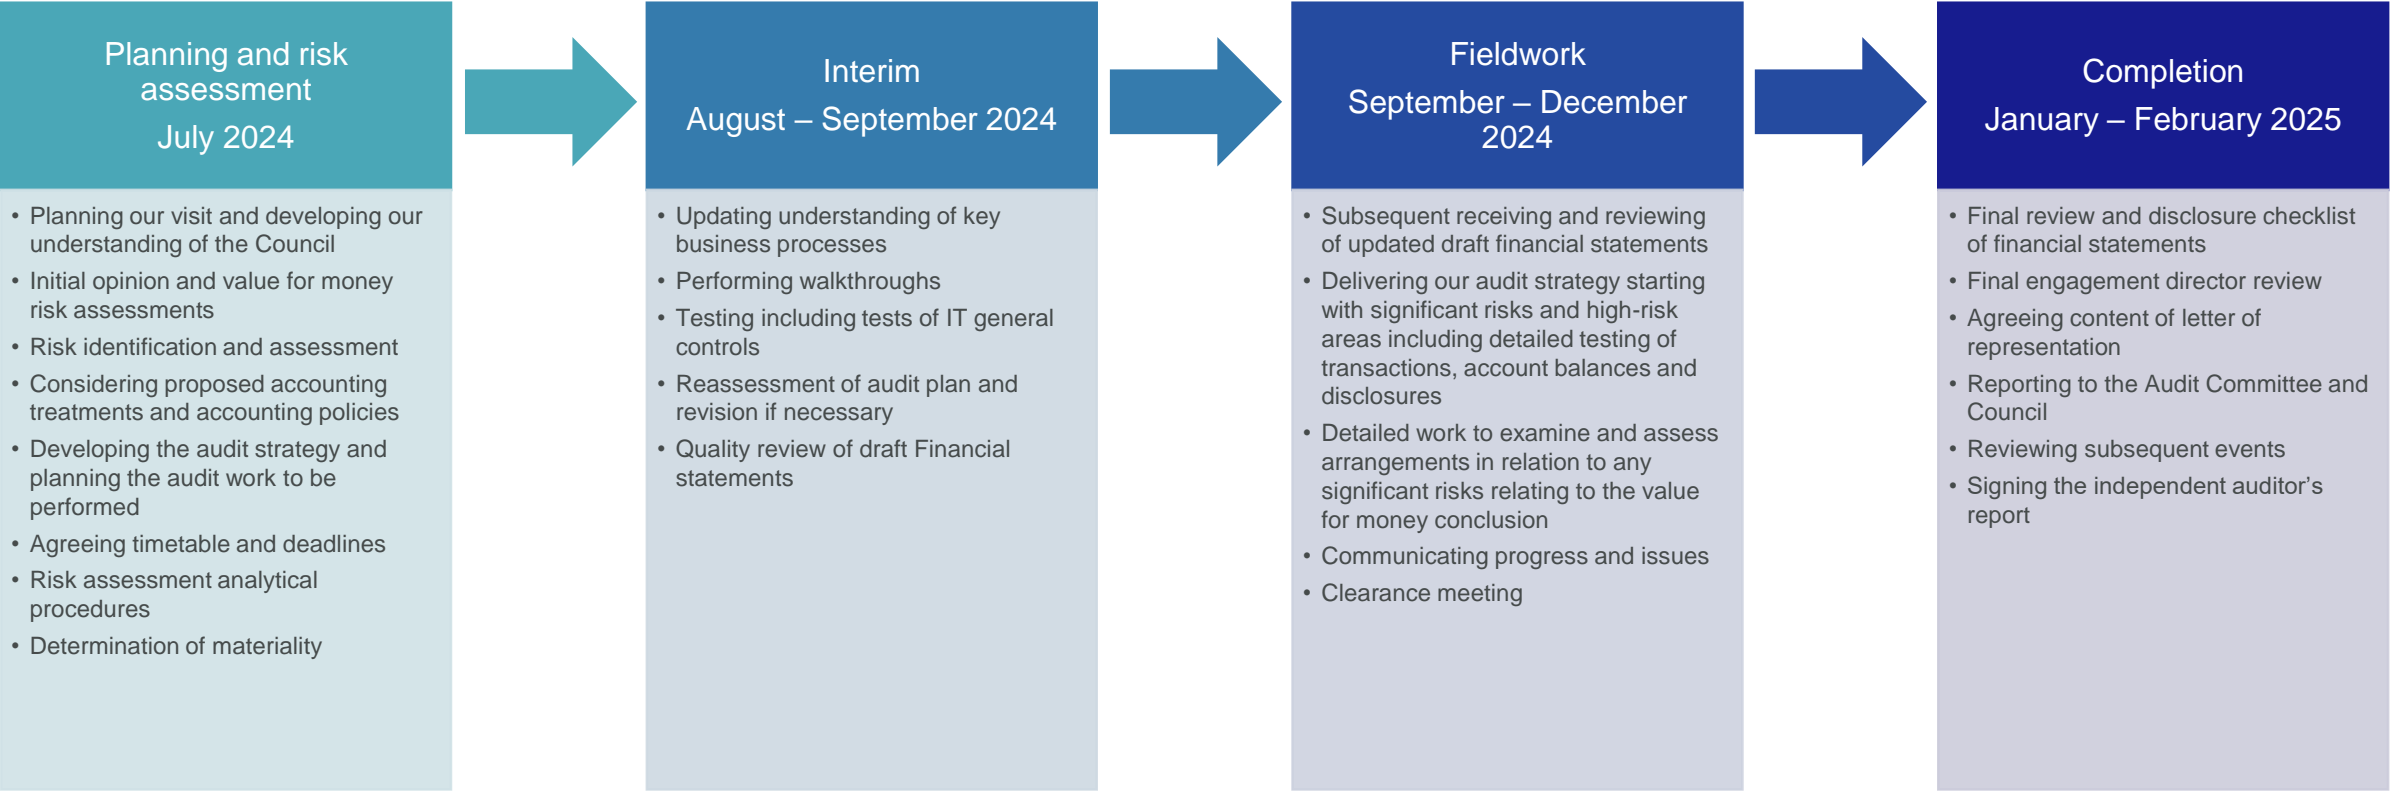 Planning and risk
assessment
July 2024
• Planning our visit and developing our
understanding of the Council
• Initial opinion and value for money
risk assessments
• Risk identification and assessment
• Considering proposed accounting
treatments and accounting policies
• Developing the audit strategy and
planning the audit work to be
performed
• Agreeing timetable and deadlines
• Risk assessment analytical
procedures
• Determination of materiality
Interim
August – September 2024
• Updating understanding of key
business processes
• Performing walkthroughs
• Testing including tests of IT general
controls
• Reassessment of audit plan and
revision if necessary
• Quality review of draft Financial
statements
Fieldwork
September – December
2024
• Subsequent receiving and reviewing
of updated draft financial statements
• Delivering our audit strategy starting
with significant risks and high-risk
areas including detailed testing of
transactions, account balances and
disclosures
• Detailed work to examine and assess
arrangements in relation to any
significant risks relating to the value
for money conclusion
• Communicating progress and issues
• Clearance meeting
Completion
January – February 2025
• Final review and disclosure checklist
of financial statements
• Final engagement director review
• Agreeing content of letter of
representation
• Reporting to the Audit Committee and
Council
• Reviewing subsequent events
• Signing the independent auditor’s
report